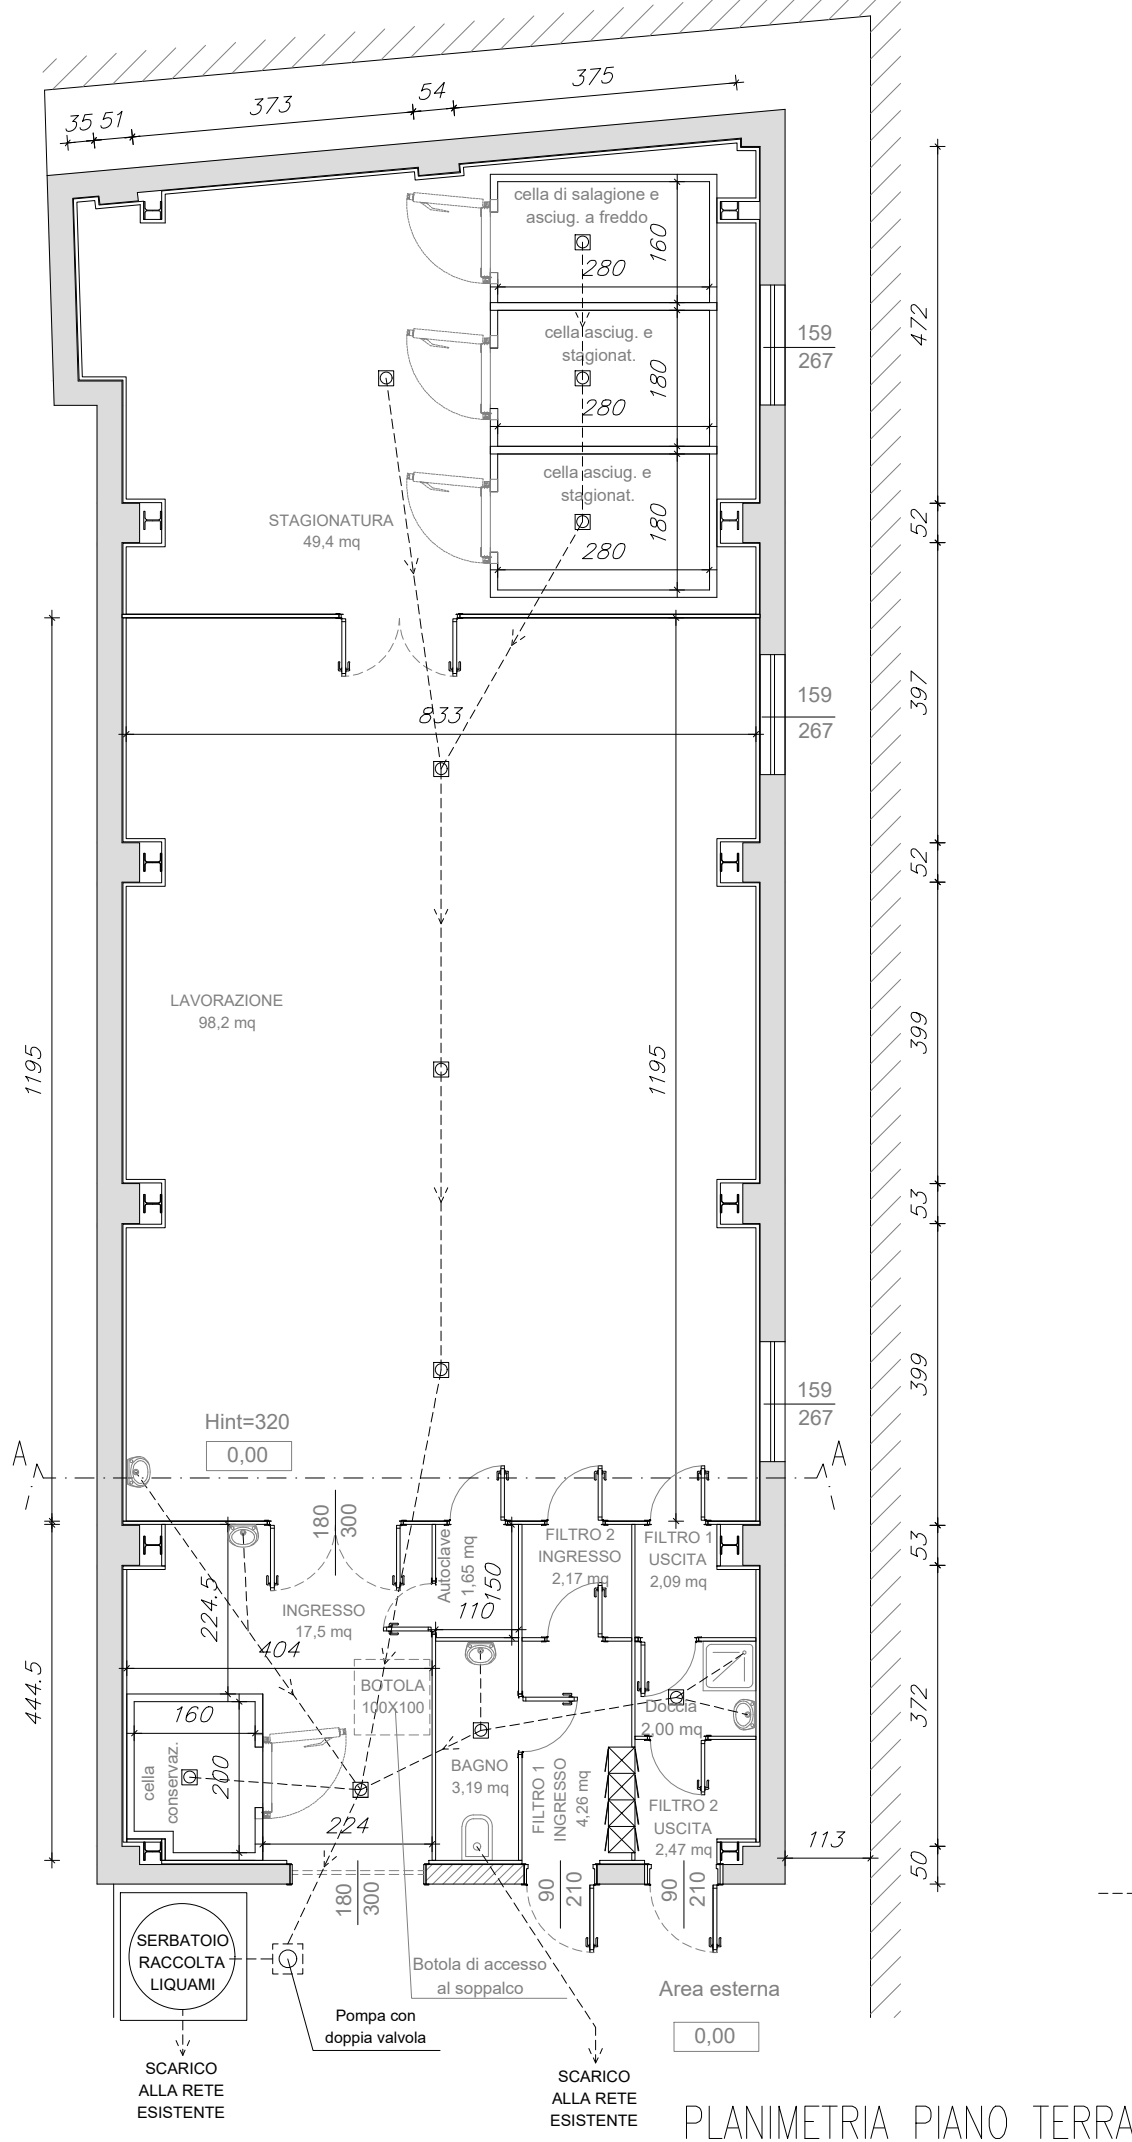 35
51
373
54
375
cella di salagione e
asciug. a freddo
160
280
472
159
267
cella asciug. e
stagionat.
180
280
cella asciug. e
stagionat.
180
280
STAGIONATURA
49,4 mq
52
397
159
267
833
52
LAVORAZIONE
98,2 mq
1195
1195
399
53
399
159
267
Hint=320
0,00
A
A
180
300
Autoclave
1,65 mq
150
110
FILTRO 2
INGRESSO
2,17 mq
FILTRO 1
USCITA
2,09 mq
53
224.5
INGRESSO
17,5 mq
404
444.5
BOTOLA
100X100
160
200
cella
conservaz.
224
BAGNO
3,19 mq
FILTRO 1
INGRESSO
4,26 mq
Doccia
2,00 mq
FILTRO 2
USCITA
2,47 mq
372
113
50
180
300
90
210
90
210
SERBATOIO
RACCOLTA
LIQUAMI
Botola di accesso
al soppalco
Area esterna
0,00
Pompa con
doppia valvola
SCARICO
ALLA RETE
ESISTENTE
SCARICO
ALLA RETE
ESISTENTE
PLANIMETRIA PIANO TERRA